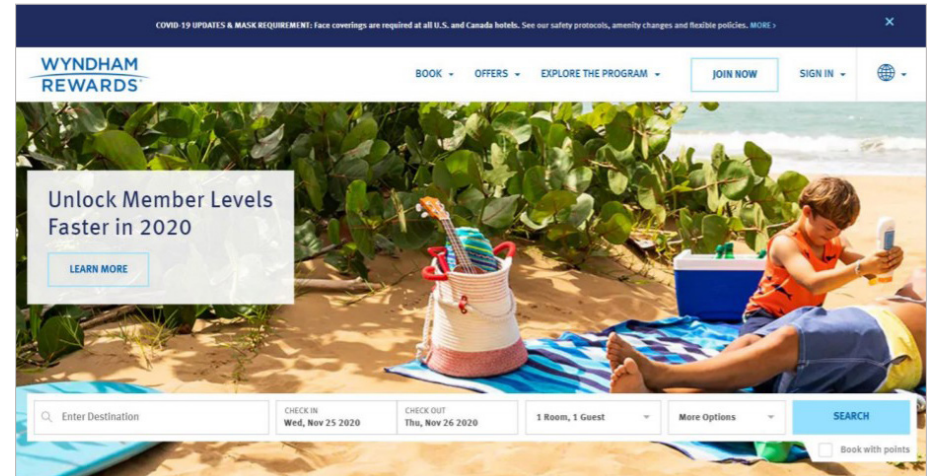 COVID-19 UPDATES & MASK REQUIREMENT: Face coverings are required at all U.S. and Canada hotels. See our safety protocols, amenity changes and flexible policies. MORE >
WYNDHAM
REWARDS
BOOK OFFERS EXPLORE THE PROGRAM JOIN NOW SIGN IN
Unlock Member Levels
Faster in 2020
LEARN MORE
Enter Destination
CHECK IN
Wed, Nov 25 2020
CHECK OUT
Thu, Nov 26 2020
1 Room, 1 Guest
More Options
SEARCH
Book with points